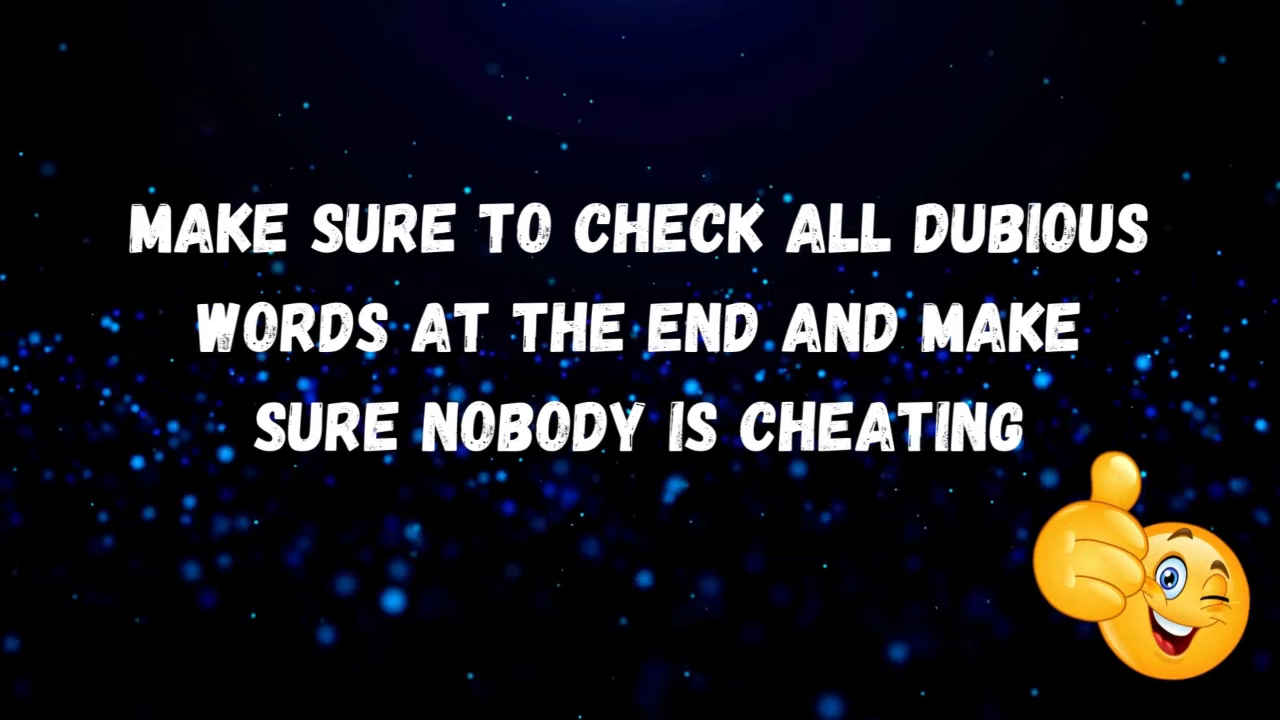 MAKE SURE TO CHECK ALL DUBIOUS
WORDS AT THE END AND MAKE
SURE NOBODY IS CHEATING